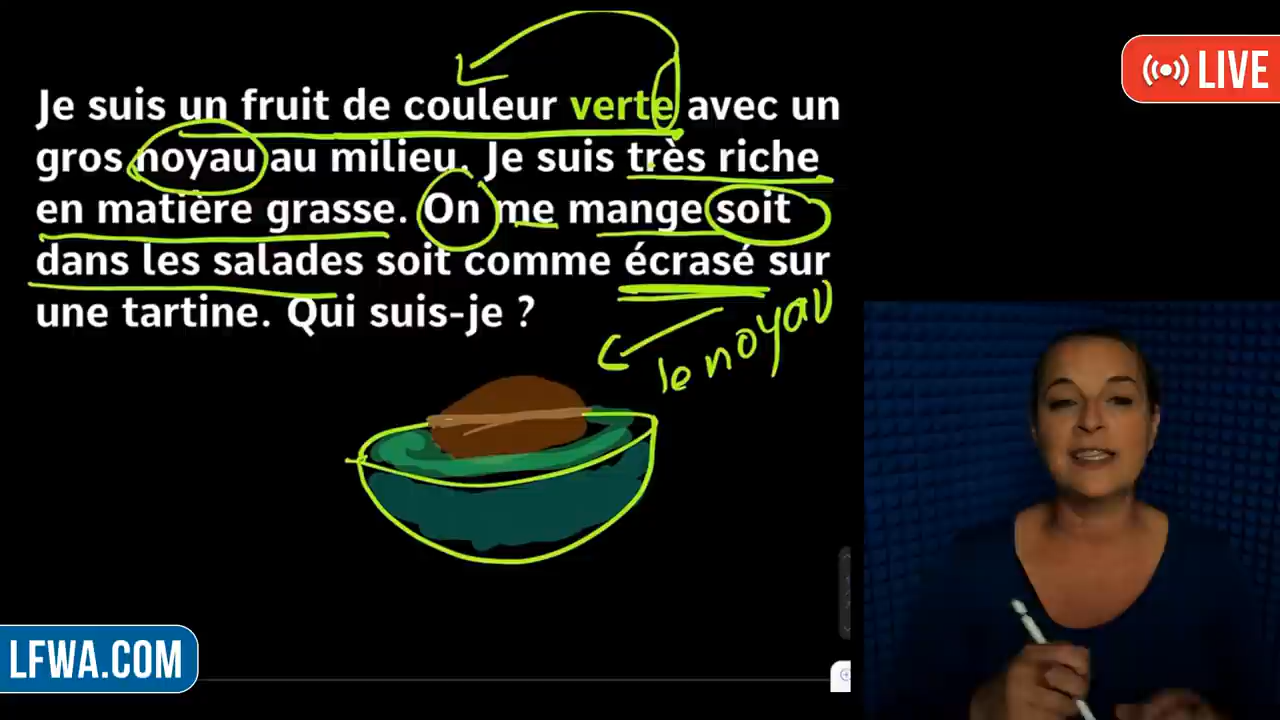 LIVE
Je suis un fruit de couleur verte avec un
gros noyau au milieu. Je suis très riche
en matière grasse. On me mange soit
dans les salades soit comme écrasé sur
une tartine. Qui suis-je ?
le noyau
LFWA.COM